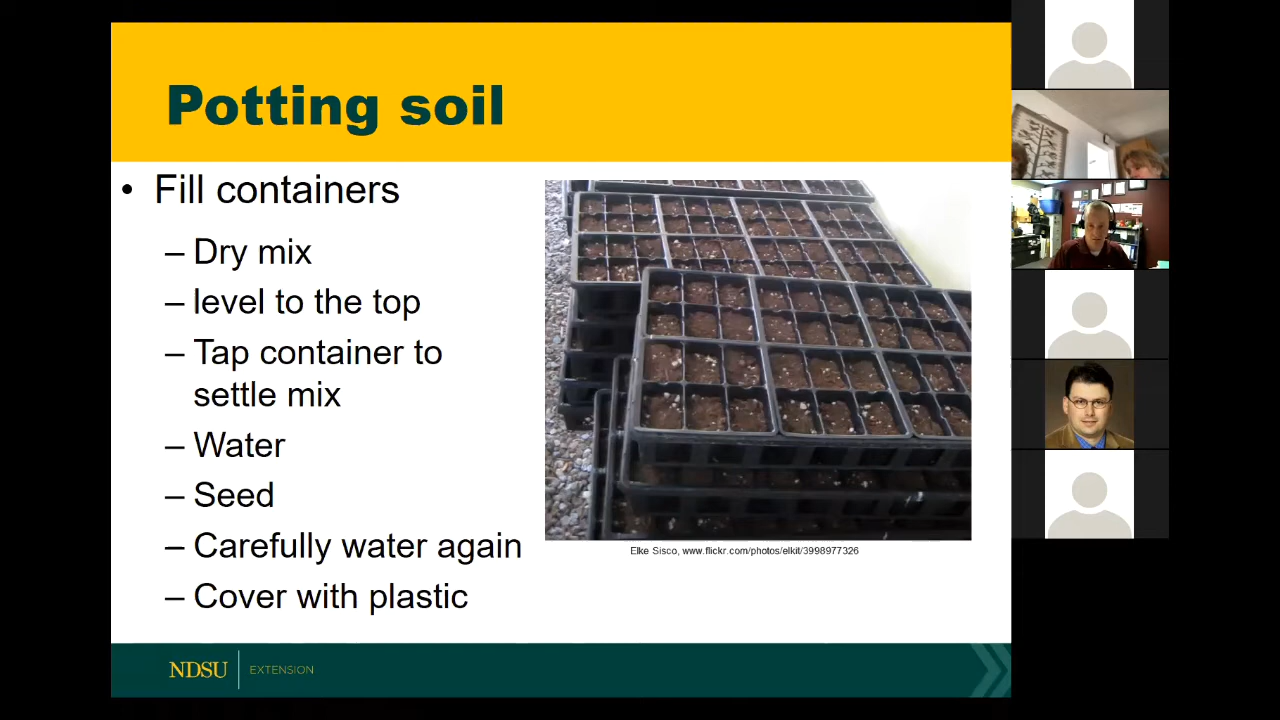 Potting soil
• Fill containers
– Dry mix
– level to the top
– Tap container to
settle mix
– Water
– Seed
– Carefully water again
– Cover with plastic
Elke Sisco, www.flickr.com/photos/elkit/3998977326
NDSU EXTENSION